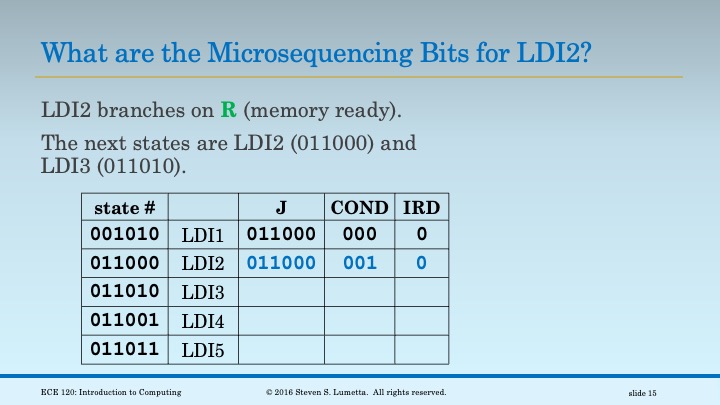 What are the Microsequencing Bits for LDI2?
LDI2 branches on R (memory ready).
The next states are LDI2 (011000) and
LDI3 (011010).
state # J COND IRD
001010 LDI1 011000 000 0
011000 LDI2 011000 001 0
011010 LDI3
011001 LDI4
011011 LDI5
ECE 120: Introduction to Computing © 2016 Steven S. Lumetta. All rights reserved. slide 15